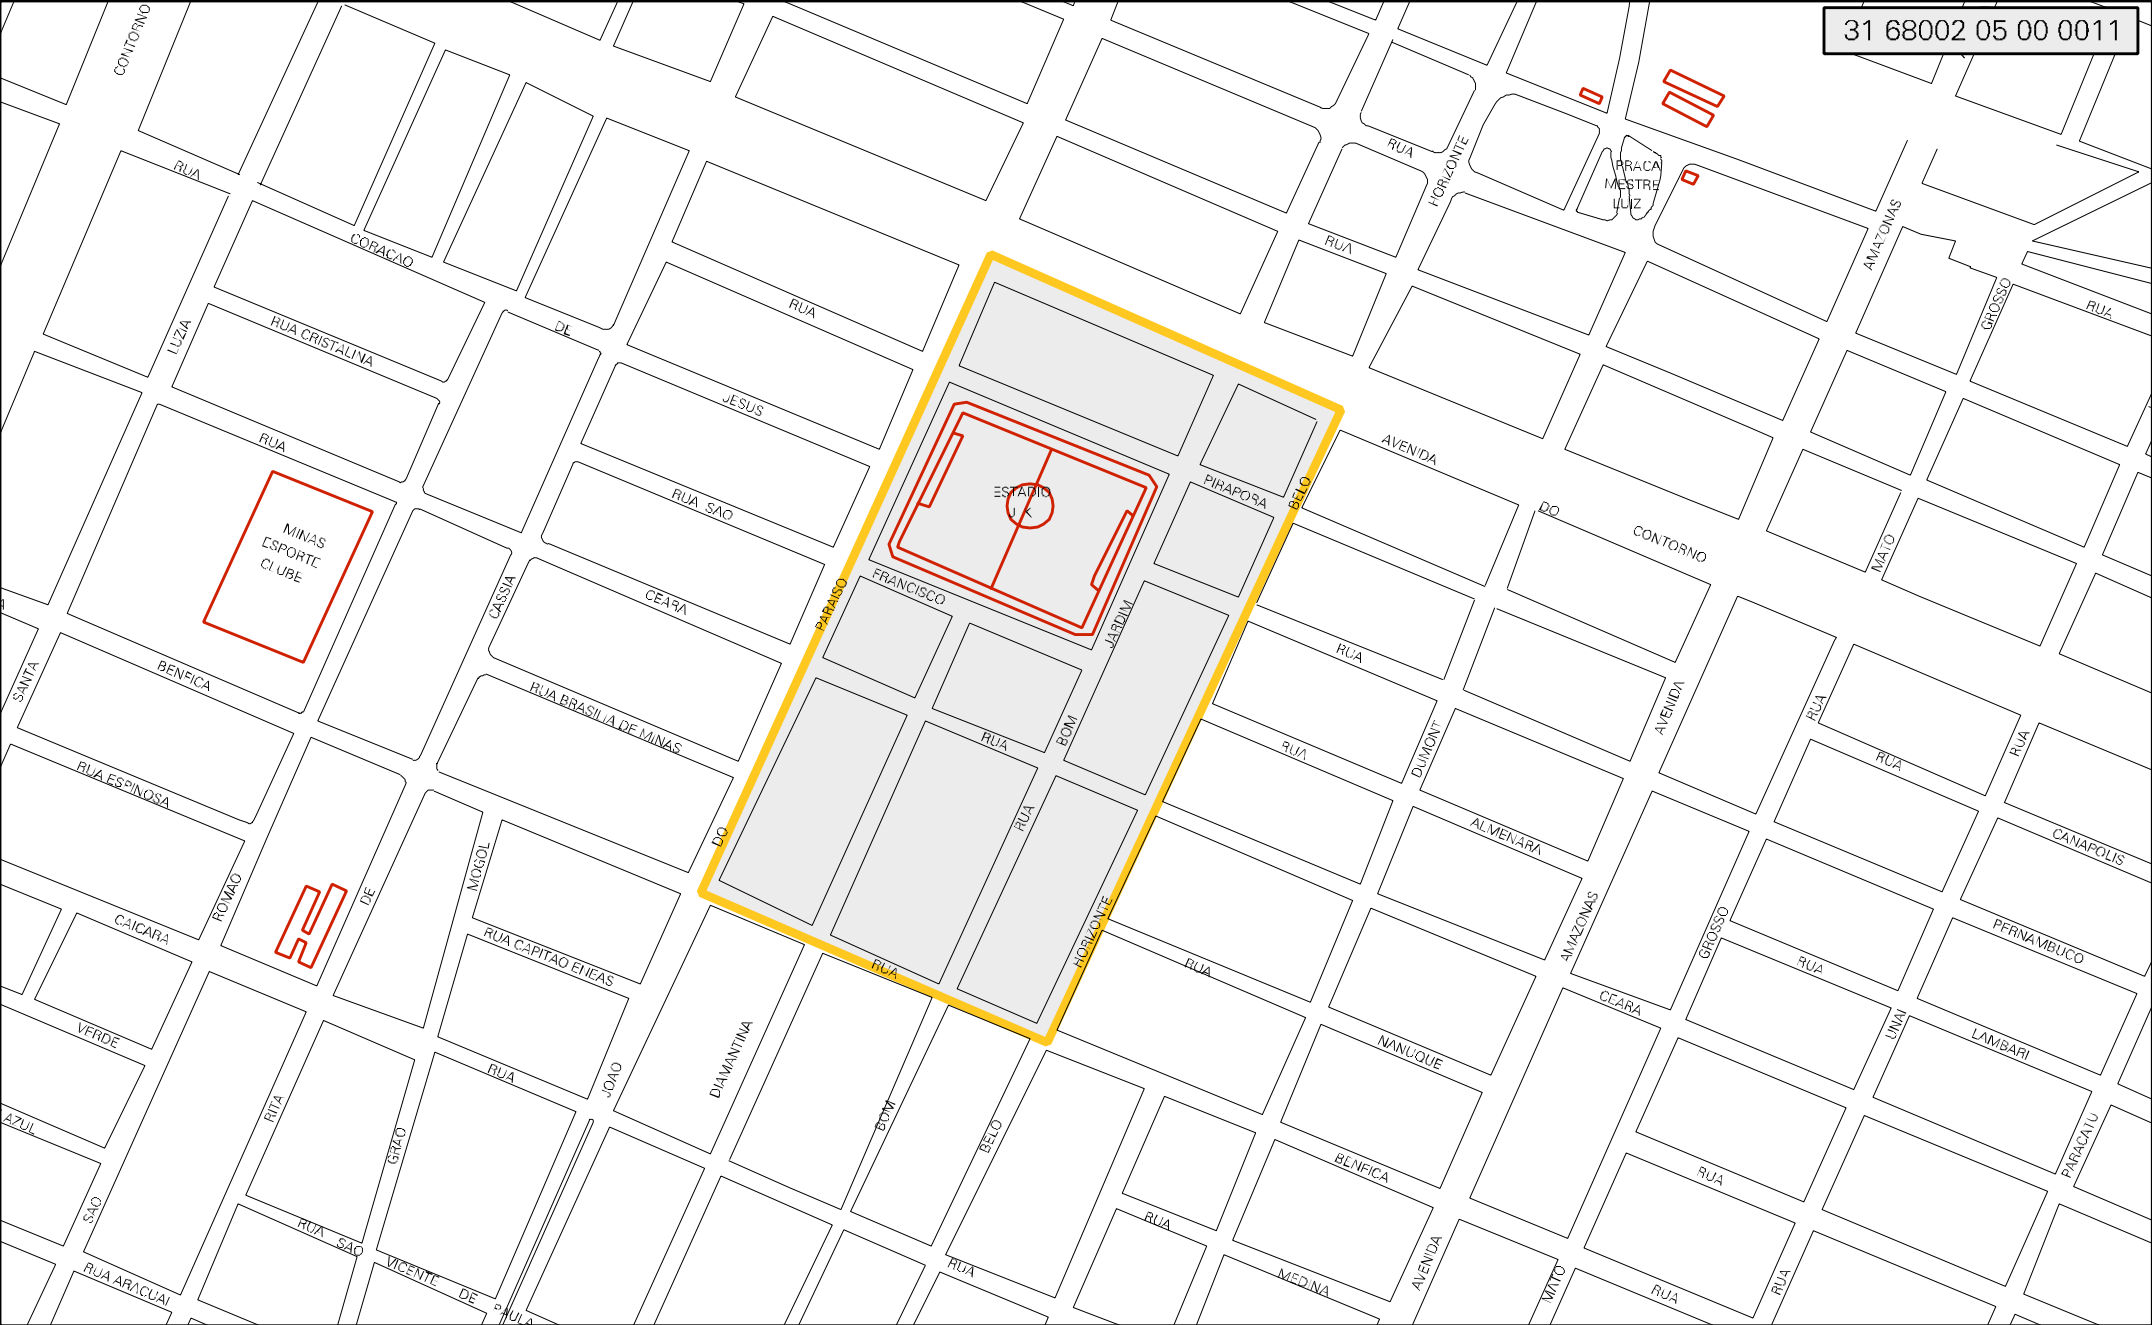 31 68002 05 00 0011
CONTORNO
RUA
HORIZONTE
PRACA
MESTRE
LUIZ
RUA
CORACAO
RUA
AMAZONAS
GROSSO
RUA
LUZIA
RUA CRISTALINA
DE
RUA
JESUS
RUA
AVENIDA
MINAS
ESPORTE
CLUBE
RUA SAO
ESTADIO
J K
PIRAPORA
BELO
DO
CONTORNO
MATO
CASSIA
CEARA
PARAISO
FRANCISCO
JARDIM
RUA
SANTA
BENFICA
RUA BRASILIA DE MINAS
RUA
BOM
RUA
DUMONT
AVENIDA
RUA
RUA
RUA
RUA ESPINOSA
DO
RUA
ALMENARA
CANAPOLIS
MOGOL
ROMAO
DE
CAICARA
RUA CAPITAO ENEAS
RUA
HORIZONTE
RUA
AMAZONAS
GROSSO
RUA
PERNAMBUCO
VERDE
CEARA
UNAI
LAMBARI
RUA
JOAO
DIAMANTINA
NANUQUE
AZUL
RITA
GRAO
BOM
BELO
BENFICA
RUA
PARACATU
SAO
RUA SAO
RUA
RUA ARACUAI
VICENTE DE PAULA
RUA
MEDINA
AVENIDA
MATO
RUA
RUA